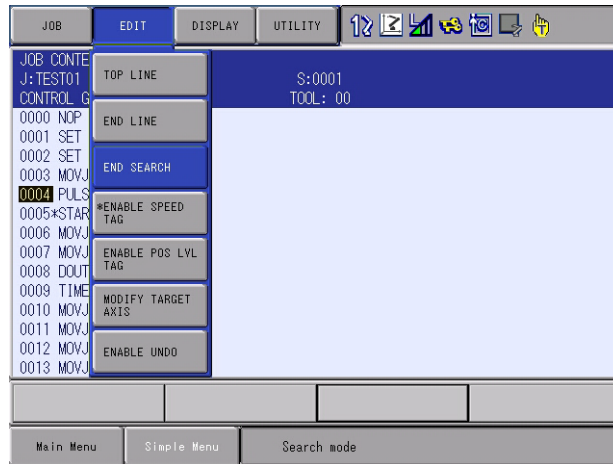 JOB EDIT DISPLAY UTILITY
JOB CONTE
J:TEST01 S:0001
CONTROL G TOOL: 00
0000 NOP
0001 SET
0002 SET
0003 MOVJ
0004 PULS
0005*STAR
0006 MOVJ
0007 MOVJ
0008 DOUT
0009 TIME
0010 MOVJ
0011 MOVJ
0012 MOVJ
0013 MOVJ
TOP LINE
END LINE
END SEARCH
*ENABLE SPEED
TAG
ENABLE POS LVL
TAG
MODIFY TARGET
AXIS
ENABLE UNDO
Main Menu Simple Menu Search mode